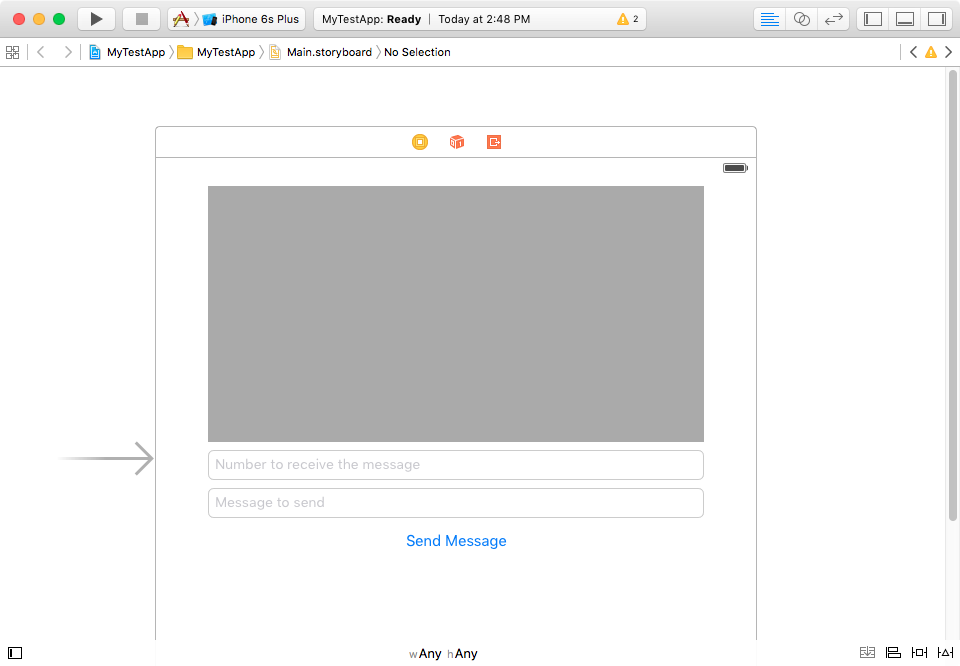 iPhone 6s Plus
MyTestApp: Ready | Today at 2:48 PM
2
MyTestApp
MyTestApp
Main.storyboard
No Selection
Number to receive the message
Message to send
Send Message
wAny hAny